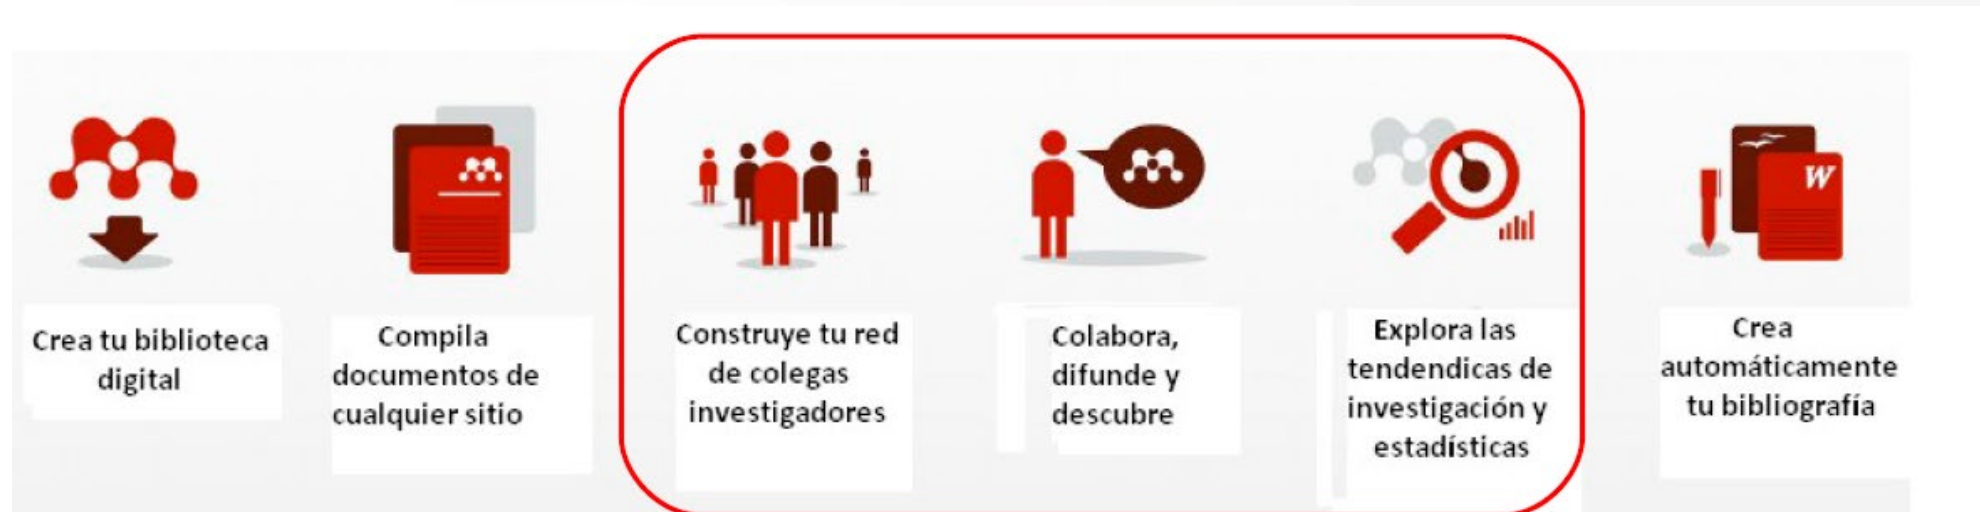 W
Crea tu biblioteca
digital
Compila
documentos de
cualquier sitio
Construye tu red
de colegas
investigadores
Colabora,
difunde y
descubre
Explora las
tendendicas de
investigación y
estadísticas
Crea
automáticamente
tu bibliografía